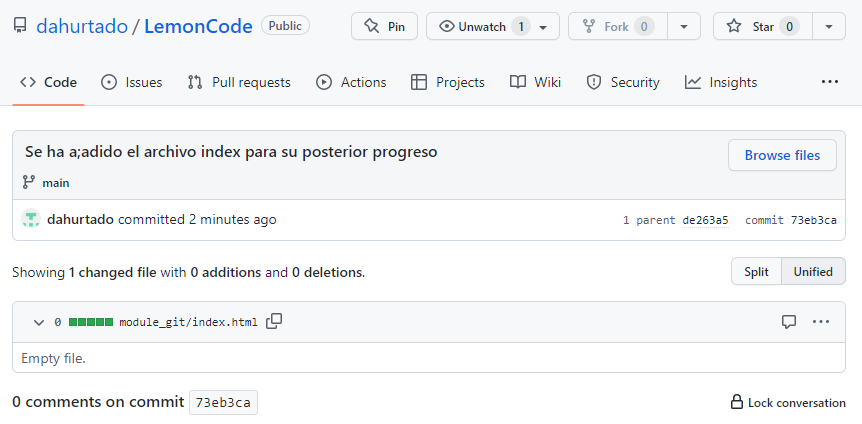 dahurtado / LemonCode Public Pin Unwatch 1 Fork 0 Star 0
Code Issues Pull requests Actions Projects Wiki Security Insights ...
Se ha a;adido el archivo index para su posterior progreso Browse files
main
dahurtado committed 2 minutes ago 1 parent de263a5 commit 73eb3ca
Showing 1 changed file with 0 additions and 0 deletions. Split Unified
0 module_git/index.html ...
Empty file.
0 comments on commit 73eb3ca Lock conversation